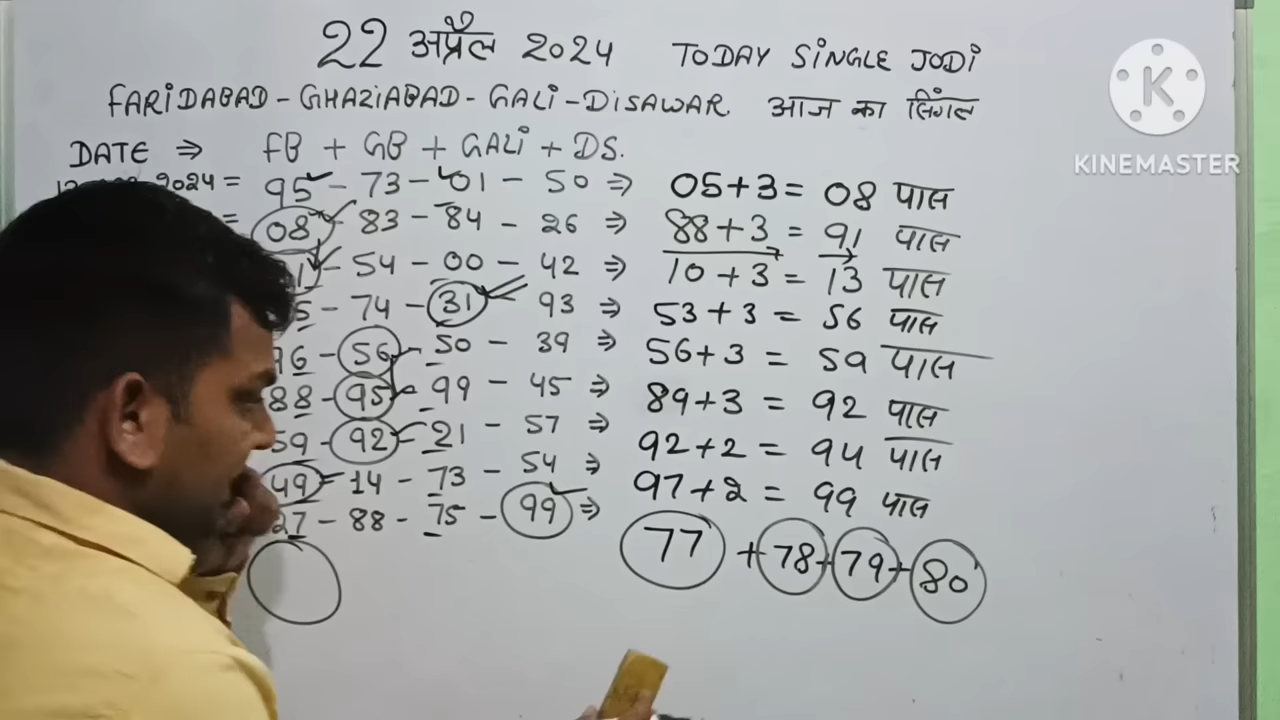 22 अप्रैल 2024 TODAY SINGLE JODI
FARIDABAD - GHAZIABAD - GALI - DISAWAR आज का सिंगल
DATE ⇒ FB + GB + GALI + DS.
2024 = 95 - 73 - 01 - 50 ⇒ 05+3 = 08 पास
= 08 - 83 - 84 - 26 ⇒ 88+3 = 91 पास
1 - 54 - 00 - 42 ⇒ 10+3 = 13 पास
5 - 74 - 31 93 ⇒ 53+3 = 56 पास
96 - 56 - 50 - 39 ⇒ 56+3 = 59 पास
88 - 95 - 99 - 45 ⇒ 89+3 = 92 पास
59 - 92 - 21 - 57 ⇒ 92+2 = 94 पास
49 - 14 - 73 - 54 ⇒ 97+2 = 99 पास
27 - 88 - 75 - 99 ⇒ 77 + 78 + 79 + 80
K
KINEMASTER